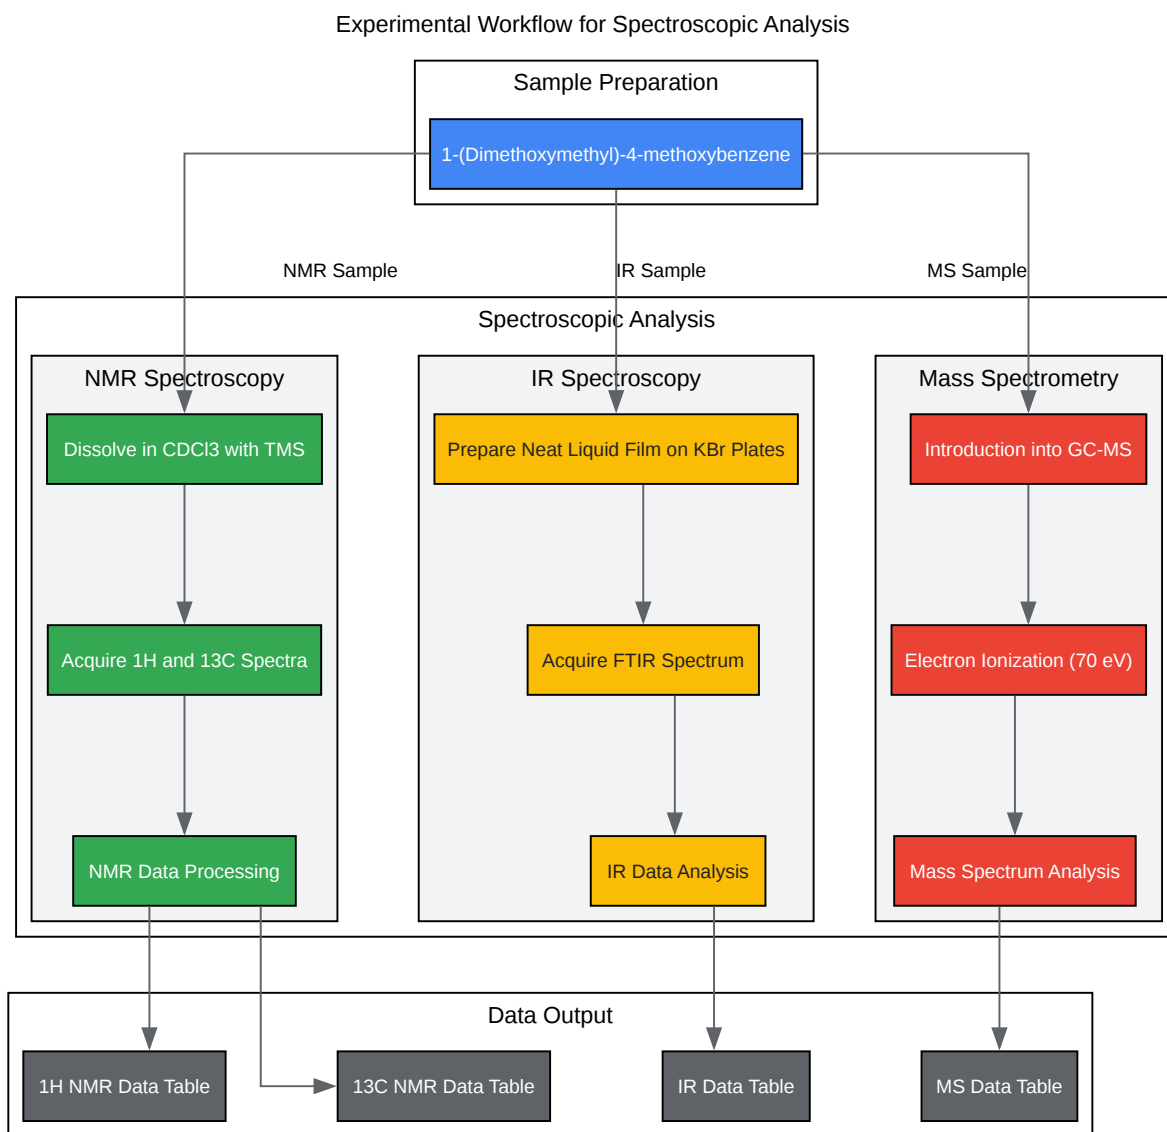 Experimental Workflow for Spectroscopic Analysis
Sample Preparation
1-(Dimethoxymethyl)-4-methoxybenzene
NMR Sample
IR Sample
MS Sample
Spectroscopic Analysis
NMR Spectroscopy
IR Spectroscopy
Mass Spectrometry
Dissolve in CDCl3 with TMS
Prepare Neat Liquid Film on KBr Plates
Introduction into GC-MS
Acquire 1H and 13C Spectra
Acquire FTIR Spectrum
Electron Ionization (70 eV)
NMR Data Processing
IR Data Analysis
Mass Spectrum Analysis
Data Output
1H NMR Data Table
13C NMR Data Table
IR Data Table
MS Data Table